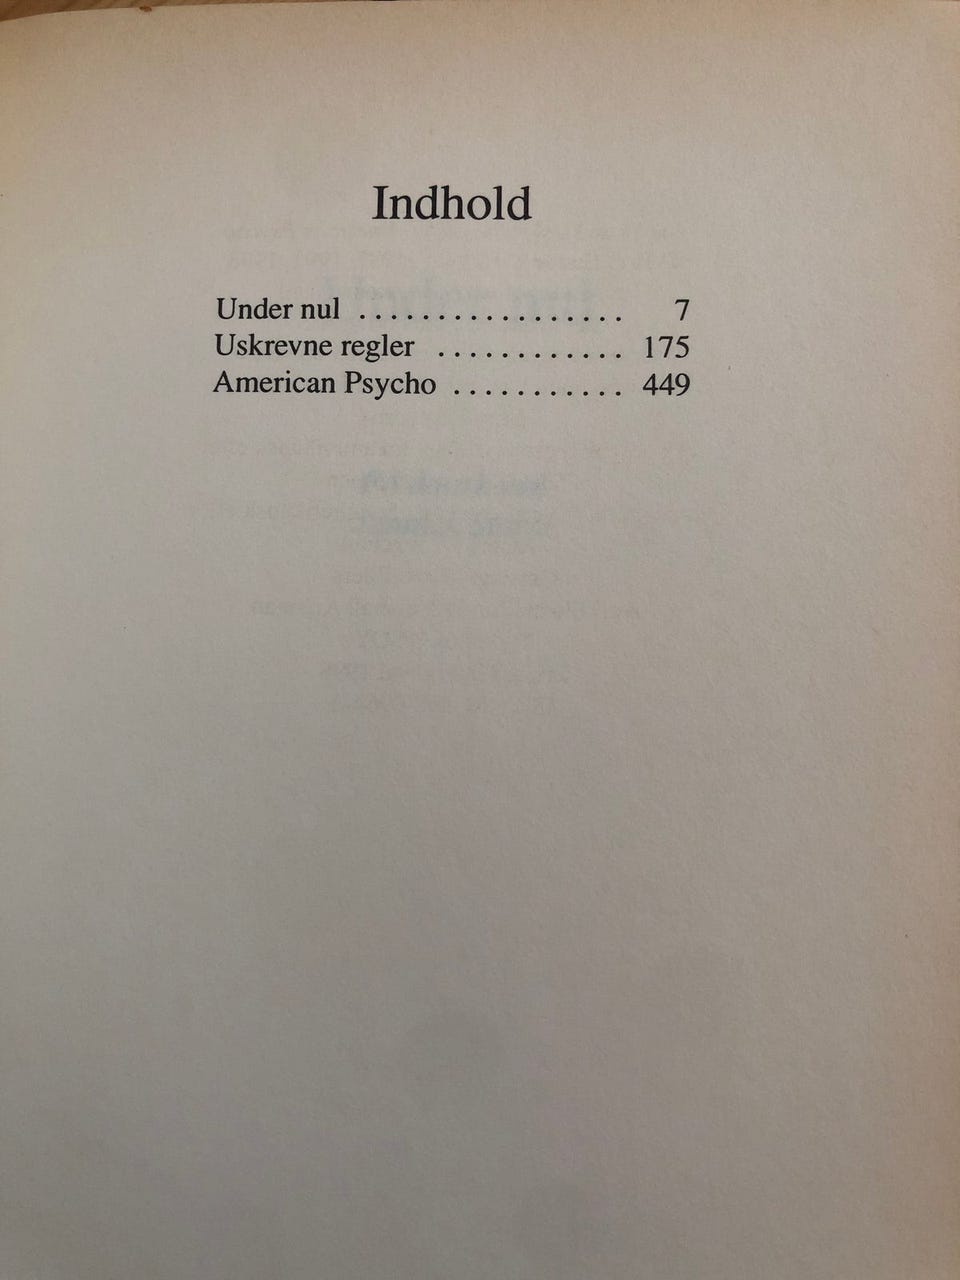 Indhold
Under nul .................. 7
Uskrevne regler ............ 175
American Psycho ........... 449